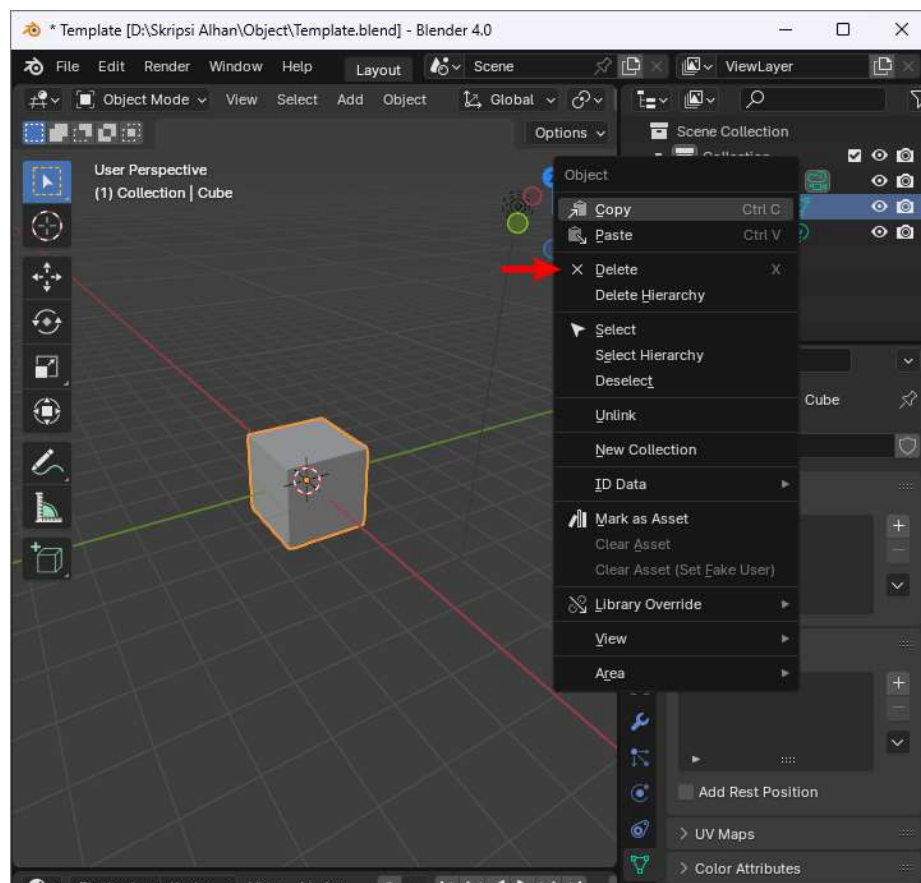 * Template [D:\Skripsi Alhan\Object\Template.blend] - Blender 4.0
File Edit Render Window Help Layout Scene ViewLayer
Object Mode View Select Add Object Global
Options
Scene Collection
Collection
User Perspective
(1) Collection | Cube
Object
Copy Ctrl C
Paste Ctrl V
Delete X
Delete Hierarchy
Select
Select Hierarchy
Deselect
Unlink
New Collection
ID Data
Mark as Asset
Clear Asset
Clear Asset (Set Fake User)
Library Override
View
Area
Cube
Add Rest Position
UV Maps
Color Attributes